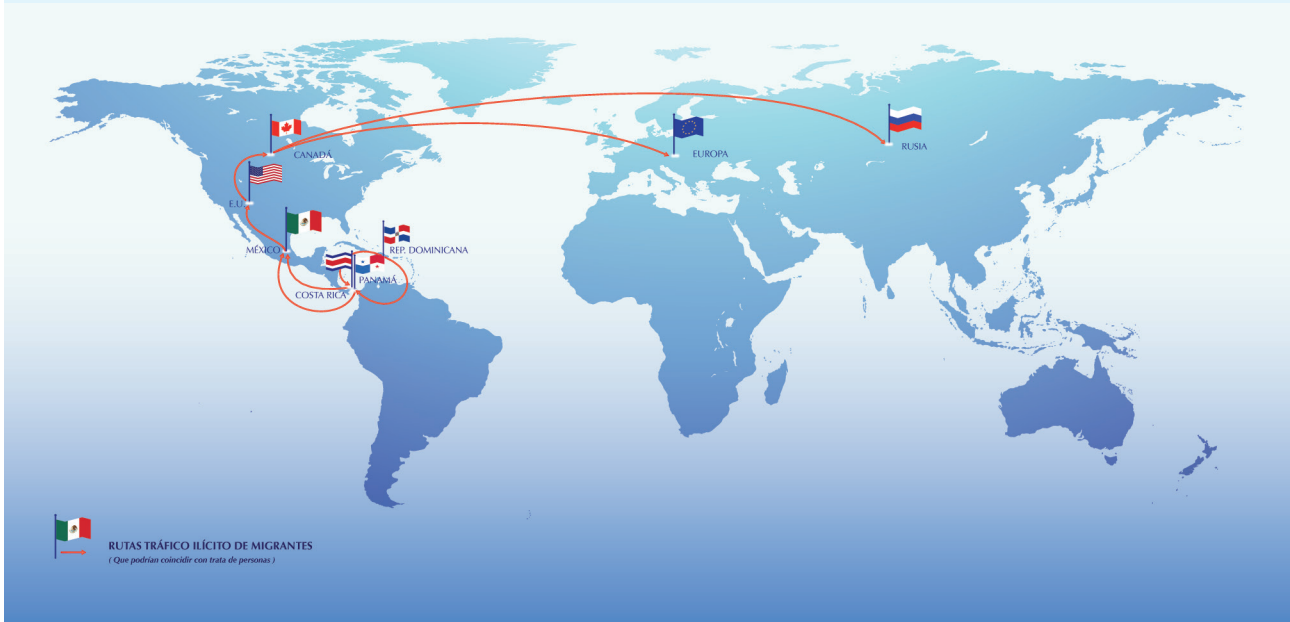 CANADÁ
EUROPA
RUSIA
E.U.
MÉXICO
REP. DOMINICANA
PANAMÁ
COSTA RICA
RUTAS TRÁFICO ILÍCITO DE MIGRANTES
( Que podrían coincidir con trata de personas )